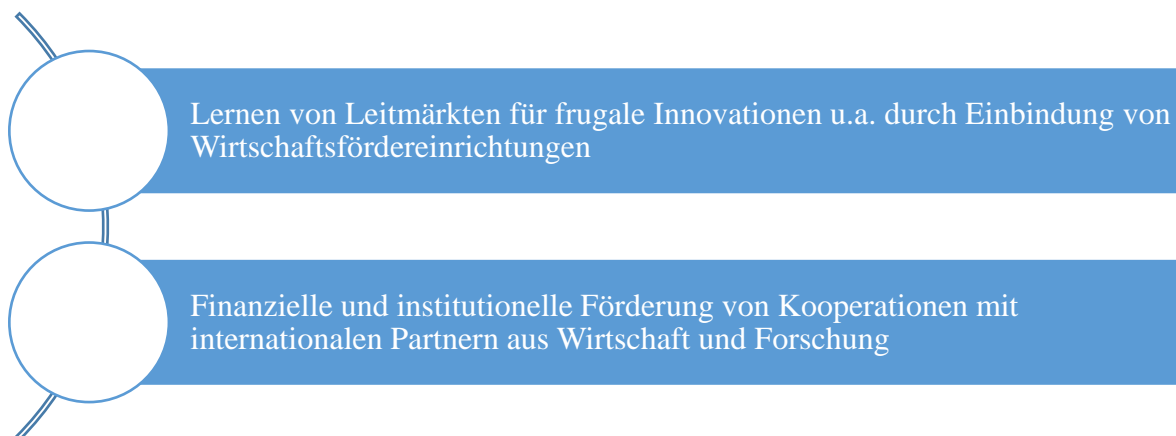 Lernen von Leitmärkten für frugale Innovationen u.a. durch Einbindung von
Wirtschaftsfördereinrichtungen
Finanzielle und institutionelle Förderung von Kooperationen mit
internationalen Partnern aus Wirtschaft und Forschung